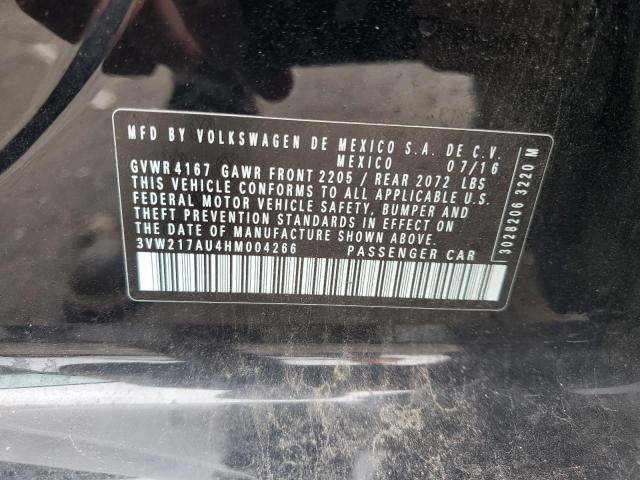 MFD BY VOLKSWAGEN DE MEXICO S.A. DE C.V.
MEXICO 07/16
GVWR 4167 GAWR FRONT 2205 / REAR 2072 LBS
THIS VEHICLE CONFORMS TO ALL APPLICABLE U.S.
FEDERAL MOTOR VEHICLE SAFETY, BUMPER AND
THEFT PREVENTION STANDARDS IN EFFECT ON
THE DATE OF MANUFACTURE SHOWN ABOVE.
3VW217AU4HM004266 PASSENGER CAR
3028206 3220 M